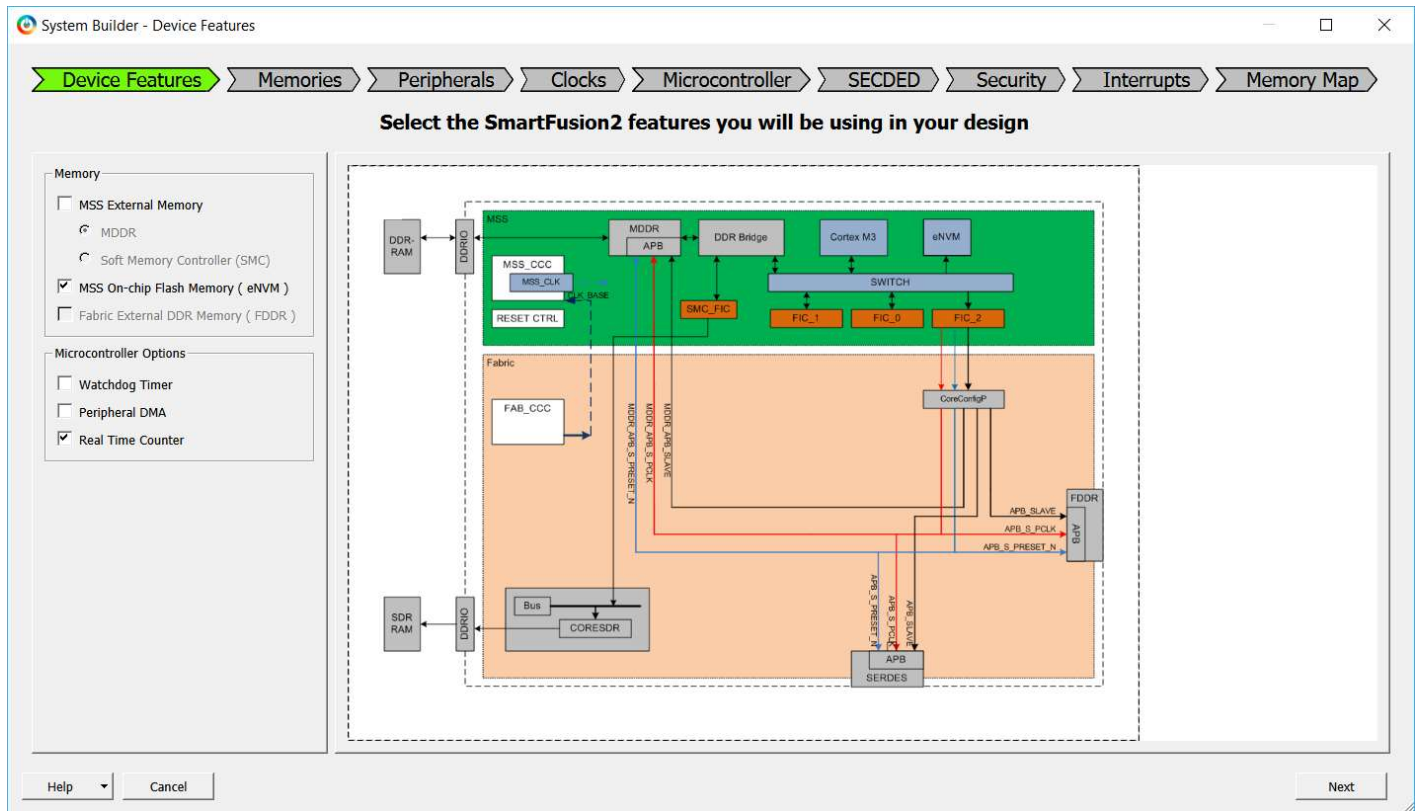 System Builder - Device Features
Device Features
Memories
Peripherals
Clocks
Microcontroller
SECDED
Security
Interrupts
Memory Map
Select the SmartFusion2 features you will be using in your design
Memory
MSS External Memory
MDDR
Soft Memory Controller (SMC)
MSS On-chip Flash Memory ( eNVM )
Fabric External DDR Memory ( FDDR )
Microcontroller Options
Watchdog Timer
Peripheral DMA
Real Time Counter
MSS
DDR-
RAM
DDRIO
MDDR
APB
DDR Bridge
Cortex M3
eNVM
MSS_CCC
MSS_CLK
CLK_BASE
SWITCH
RESET CTRL
SMC_FIC
FIC_1
FIC_0
FIC_2
Fabric
FAB_CCC
CoreConfigP
MDDR_APB_S_PRESET_N
MDDR_APB_S_PCLK
MDDR_APB_SLAVE
FDDR
APB
APB_SLAVE
APB_S_PCLK
APB_S_PRESET_N
SDR
RAM
DDRIO
Bus
CORESDR
APB_S_PRESET_N
APB_S_PCLK
APB_SLAVE
APB
SERDES
Help
Cancel
Next